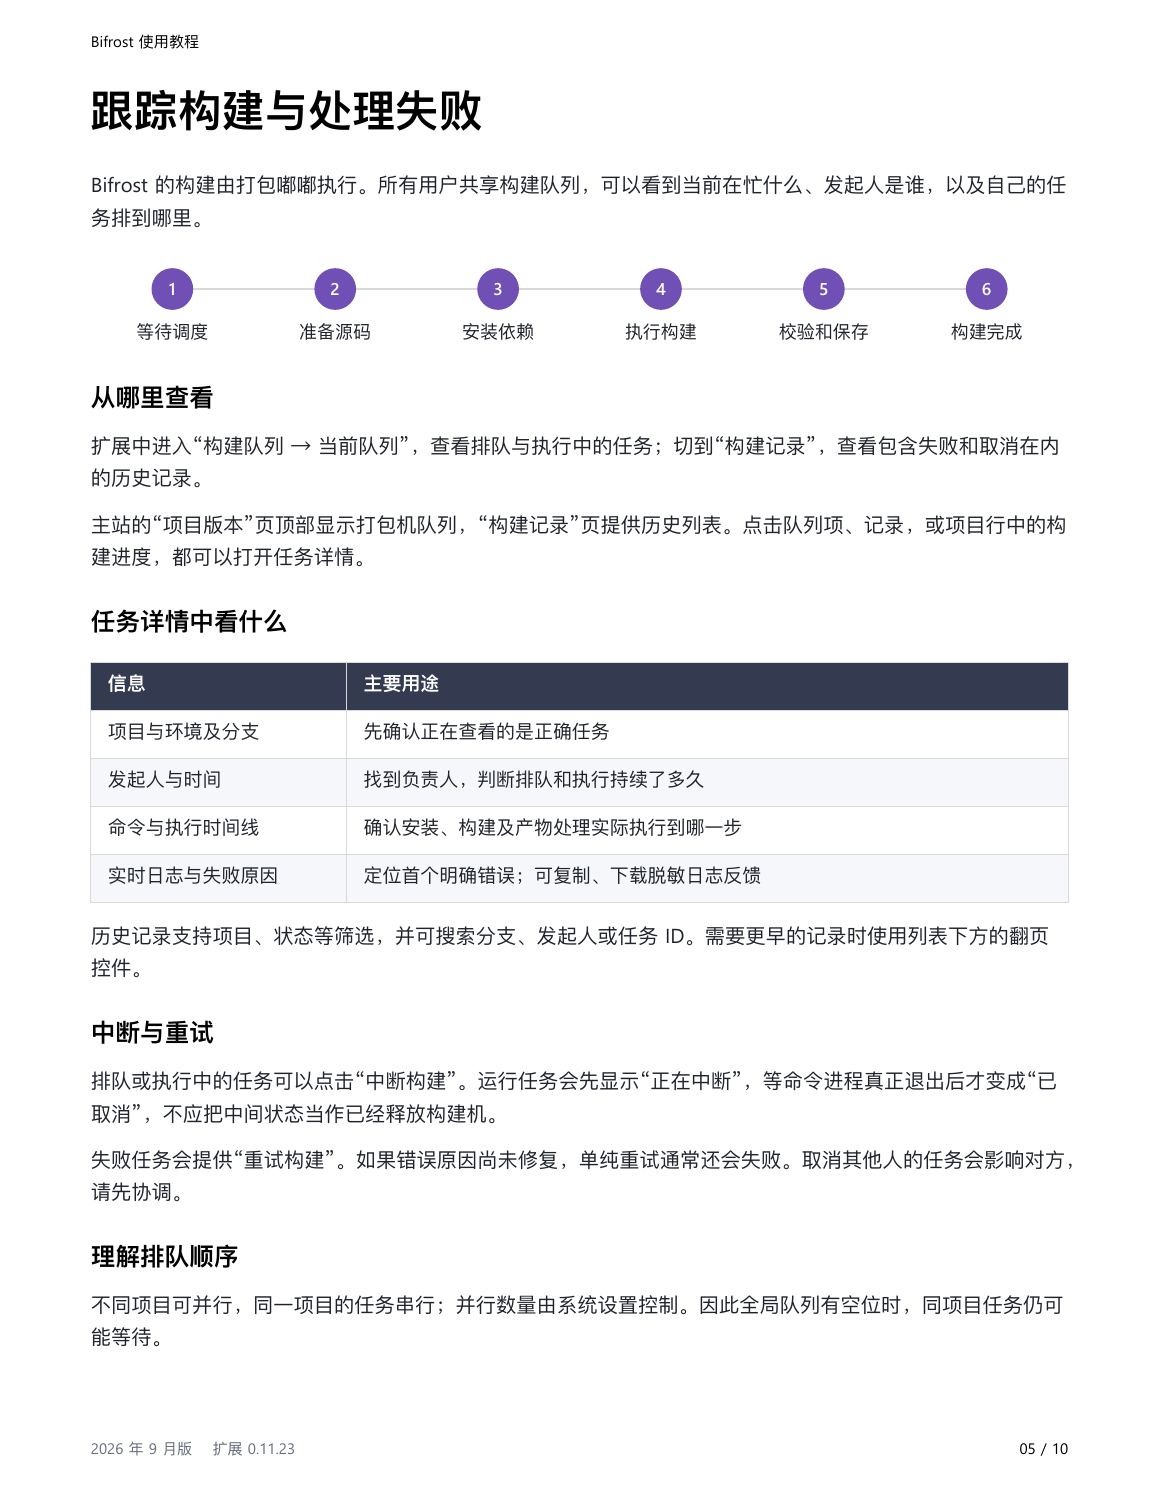 Bifrost 使用教程
跟踪构建与处理失败
Bifrost 的构建由打包嘟嘟执行。所有用户共享构建队列，可以看到当前在忙什么、发起人是谁，以及自己的任
务排到哪里。
1 2 3 4 5 6
等待调度 准备源码 安装依赖 执行构建 校验和保存 构建完成
从哪里查看
扩展中进入“构建队列 → 当前队列”，查看排队与执行中的任务；切到“构建记录”，查看包含失败和取消在内
的历史记录。
主站的“项目版本”页顶部显示打包机队列，“构建记录”页提供历史列表。点击队列项、记录，或项目行中的构
建进度，都可以打开任务详情。
任务详情中看什么
信息 主要用途
项目与环境及分支 先确认正在查看的是正确任务
发起人与时间 找到负责人，判断排队和执行持续了多久
命令与执行时间线 确认安装、构建及产物处理实际执行到哪一步
实时日志与失败原因 定位首个明确错误；可复制、下载脱敏日志反馈
历史记录支持项目、状态等筛选，并可搜索分支、发起人或任务 ID。需要更早的记录时使用列表下方的翻页
控件。
中断与重试
排队或执行中的任务可以点击“中断构建”。运行任务会先显示“正在中断”，等命令进程真正退出后才变成“已
取消”，不应把中间状态当作已经释放构建机。
失败任务会提供“重试构建”。如果错误原因尚未修复，单纯重试通常还会失败。取消其他人的任务会影响对方，
请先协调。
理解排队顺序
不同项目可并行，同一项目的任务串行；并行数量由系统设置控制。因此全局队列有空位时，同项目任务仍可
能等待。
2026 年 9 月版 扩展 0.11.23 05 / 10